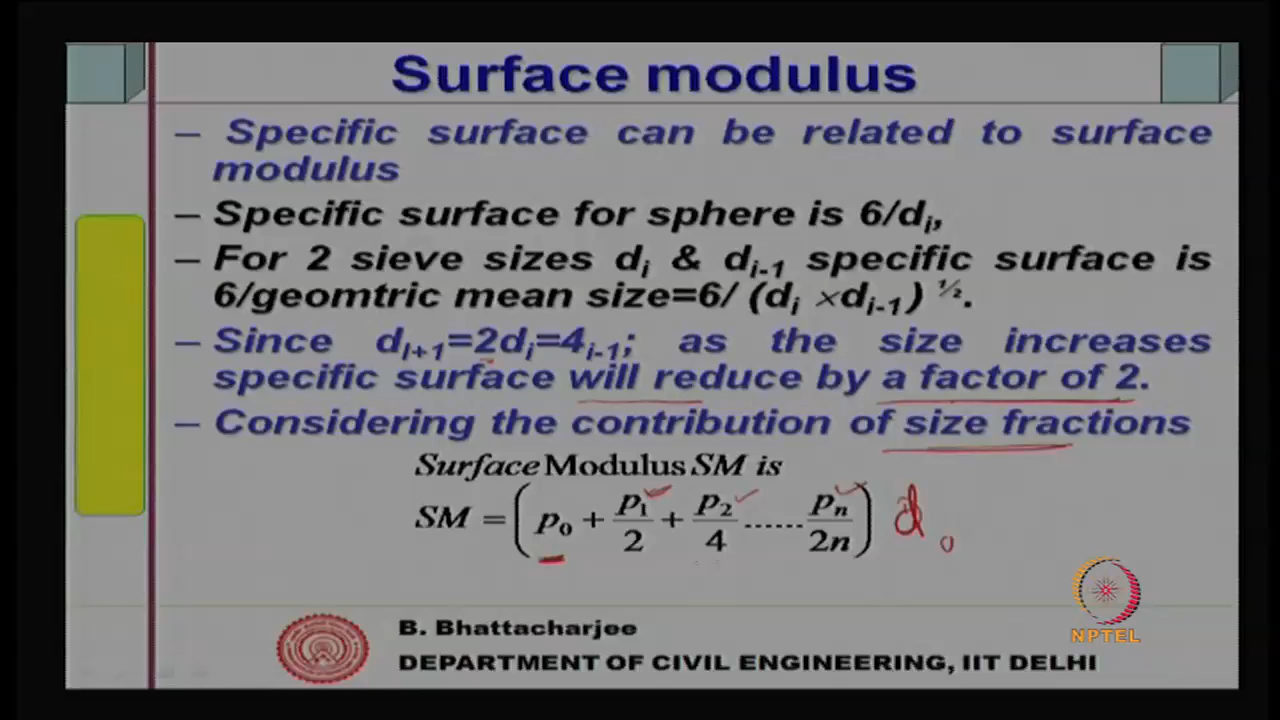 Surface modulus
– Specific surface can be related to surface
modulus
– Specific surface for sphere is 6/dᵢ,
– For 2 sieve sizes dᵢ & dᵢ₋₁ specific surface is
6/geomtric mean size=6/ (dᵢ ×dᵢ₋₁) ½.
– Since dI+1=2dᵢ=4ᵢ₋₁; as the size increases
specific surface will reduce by a factor of 2.
– Considering the contribution of size fractions
Surface Modulus SM is
SM = (p₀ + p₁/2 + p₂/4 ...... pₙ/2n) d₀
NPTEL
B. Bhattacharjee
DEPARTMENT OF CIVIL ENGINEERING, IIT DELHI